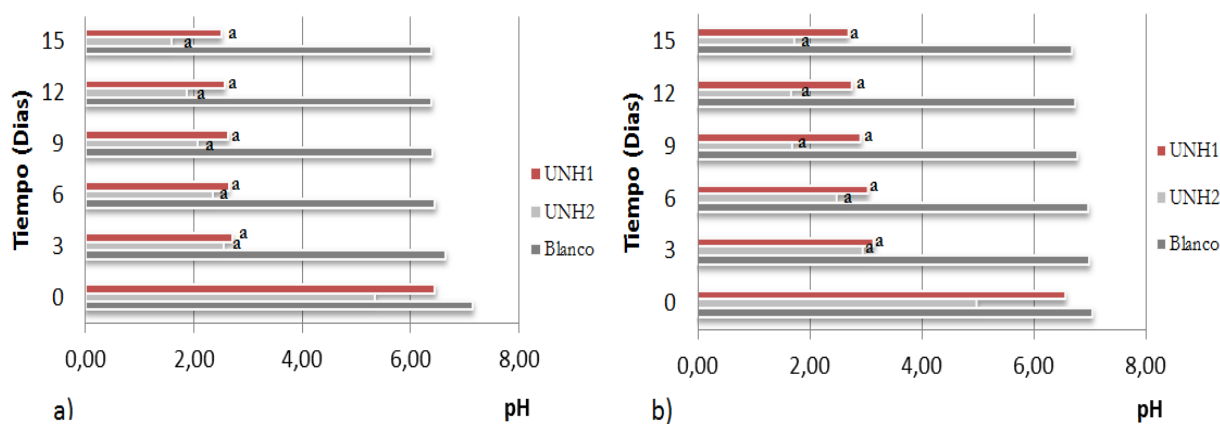 Tiempo (Dias)
15
a
a
12
a
a
9
a
a
6
a
a
3
a
a
0
0,00
2,00
4,00
6,00
8,00
UNH1
UNH2
Blanco
a)
pH
Tiempo (Dias)
15
a
a
12
a
a
9
a
a
6
a
a
3
a
a
0
0,00
2,00
4,00
6,00
8,00
UNH1
UNH2
Blanco
b)
pH